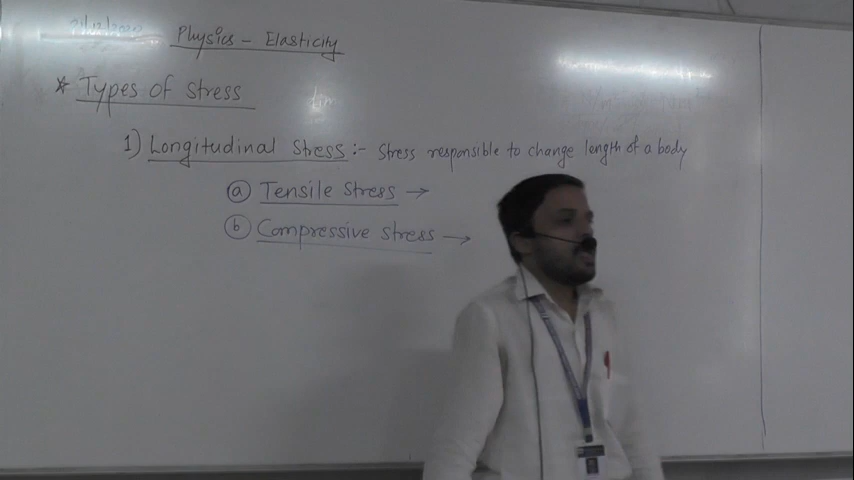 Physics - Elasticity
* Types of stress
1) Longitudinal stress :- stress responsible to change length of a body
(a) Tensile stress →
(b) Compressive stress →